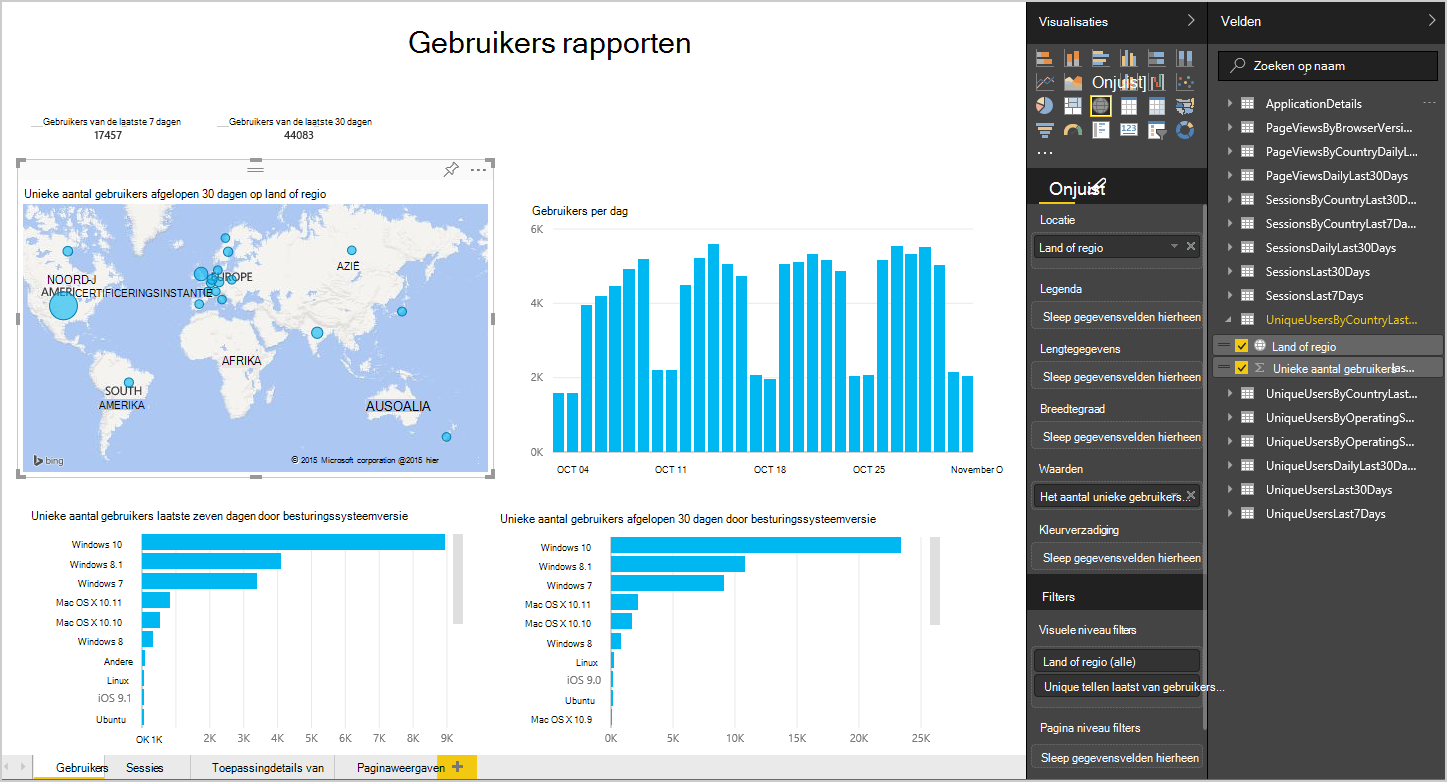 Gebruikers rapporten
Gebruikers van de laatste 7 dagen
17457
Gebruikers van de laatste 30 dagen
44083
Unieke aantal gebruikers afgelopen 30 dagen op land of regio
NOORD-J
AMERI CERTIFICERINGSINSTANTIE
EUROPE
AZIË
AFRIKA
SOUTH
AMERIKA
AUSOALIA
bing
© 2015 Microsoft corporation @2015 hier
Gebruikers per dag
6K
4K
2K
0K
OCT 04
OCT 11
OCT 18
OCT 25
November O
Unieke aantal gebruikers laatste zeven dagen door besturingssysteemversie
Windows 10
Windows 8.1
Windows 7
Mac OS X 10.11
Mac OS X 10.10
Windows 8
Andere
Linux
iOS 9.1
Ubuntu
OK 1K
2K
3K
4K
5K
6K
7K
8K
9K
Unieke aantal gebruikers afgelopen 30 dagen door besturingssysteemversie
Windows 10
Windows 8.1
Windows 7
Mac OS X 10.11
Mac OS X 10.10
Windows 8
Linux
iOS 9.0
Ubuntu
Mac OS X 10.9
0K
5K
10K
15K
20K
25K
Gebruikers
Sessies
Toepassingdetails van
Paginaweergaven
Visualisaties
Onjuist]
123
Onjuist
Locatie
Land of regio
Legenda
Sleep gegevensvelden hierheen
Lengtegegevens
Sleep gegevensvelden hierheen
Breedtegraad
Sleep gegevensvelden hierheen
Waarden
Het aantal unieke gebruikers...
Kleurverzadiging
Sleep gegevensvelden hierheen
Filters
Visuele niveau filters
Land of regio (alle)
Unique tellen laatst van gebruikers...
Pagina niveau filters
Sleep gegevensvelden hierheen
Velden
Zoeken op naam
ApplicationDetails
PageViewsByBrowserVersi...
PageViewsByCountryDailyL...
PageViewsDailyLast30Days
SessionsByCountryLast30D...
SessionsByCountryLast7Da...
SessionsDailyLast30Days
SessionsLast30Days
SessionsLast7Days
UniqueUsersByCountryLast...
Land of regio
Unieke aantal gebruikers las...
UniqueUsersByCountryLast...
UniqueUsersByOperatingS...
UniqueUsersByOperatingS...
UniqueUsersDailyLast30Da...
UniqueUsersLast30Days
UniqueUsersLast7Days